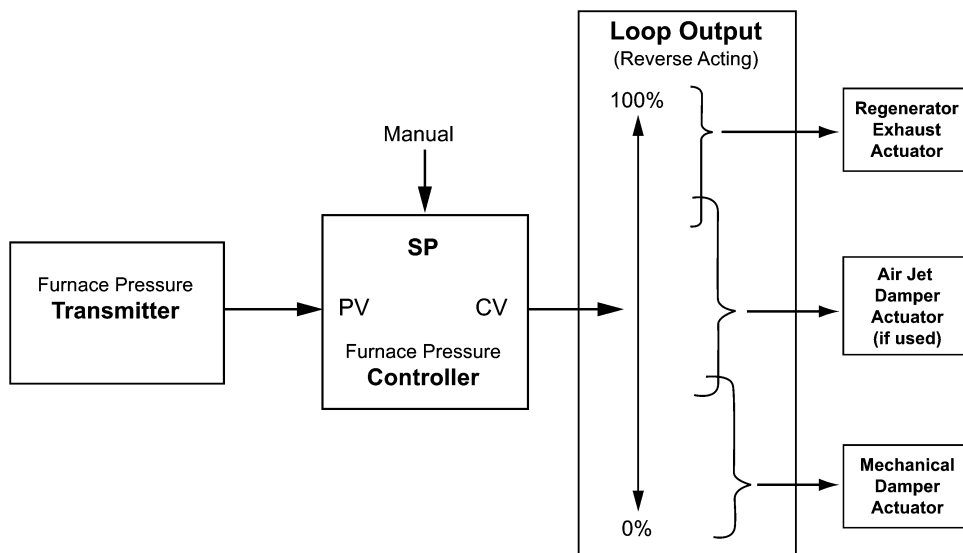 Loop Output
(Reverse Acting)
100%
Regenerator
Exhaust
Actuator
Manual
SP
Furnace Pressure
Transmitter
PV
CV
Furnace Pressure
Controller
Air Jet
Damper
Actuator
(if used)
Mechanical
Damper
Actuator
0%